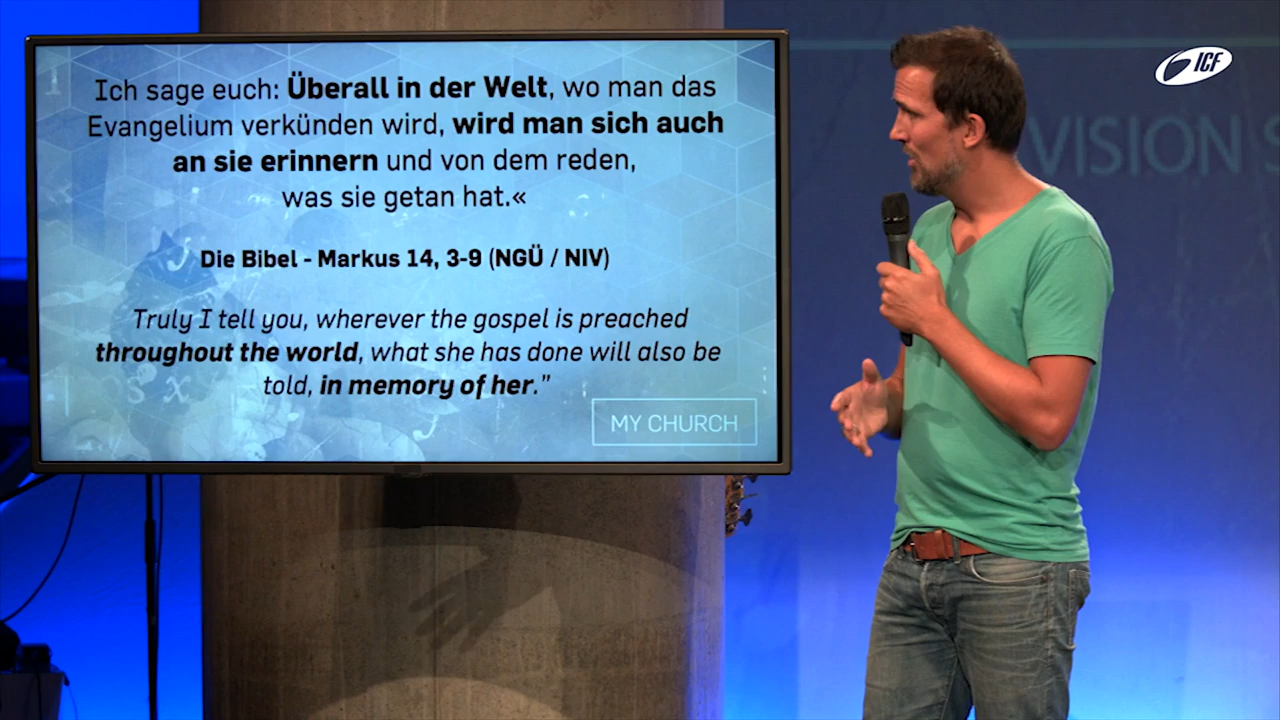 Ich sage euch: Überall in der Welt, wo man das
Evangelium verkünden wird, wird man sich auch
an sie erinnern und von dem reden,
was sie getan hat.«
Die Bibel - Markus 14, 3-9 (NGÜ / NIV)
Truly I tell you, wherever the gospel is preached
throughout the world, what she has done will also be
told, in memory of her.”
MY CHURCH
ICF
VISION S